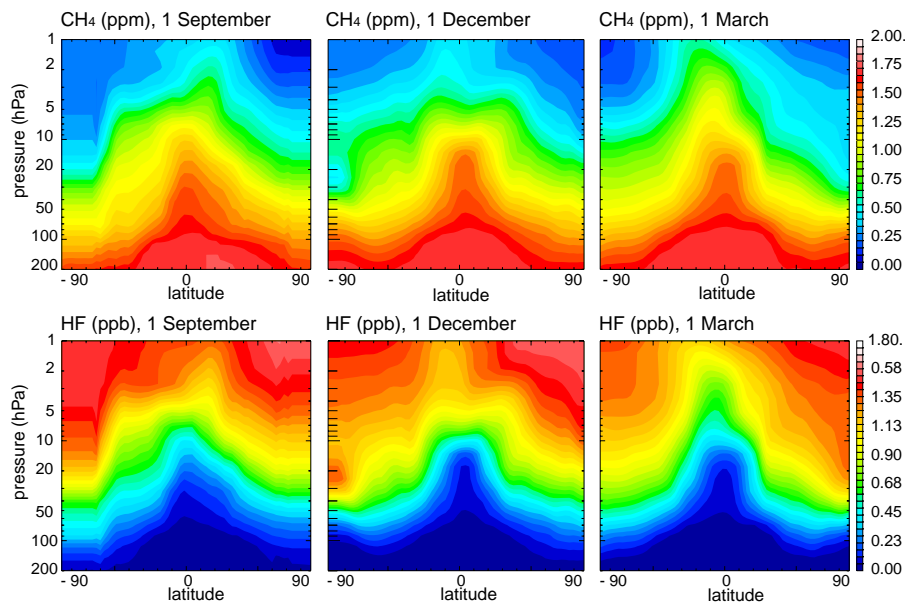 CH4 (ppm), 1 September
CH4 (ppm), 1 December
CH4 (ppm), 1 March
1
2
5
10
20
50
100
200
pressure (hPa)
- 90 0 90
latitude
- 90 0 90
latitude
- 90 0 90
latitude
2.00.
1.75
1.50
1.25
1.00
0.75
0.50
0.25
0.00
HF (ppb), 1 September
HF (ppb), 1 December
HF (ppb), 1 March
1
2
5
10
20
50
100
200
pressure (hPa)
- 90 0 90
latitude
- 90 0 90
latitude
- 90 0 90
latitude
1.80.
1.58
1.35
1.13
0.90
0.68
0.45
0.23
0.00